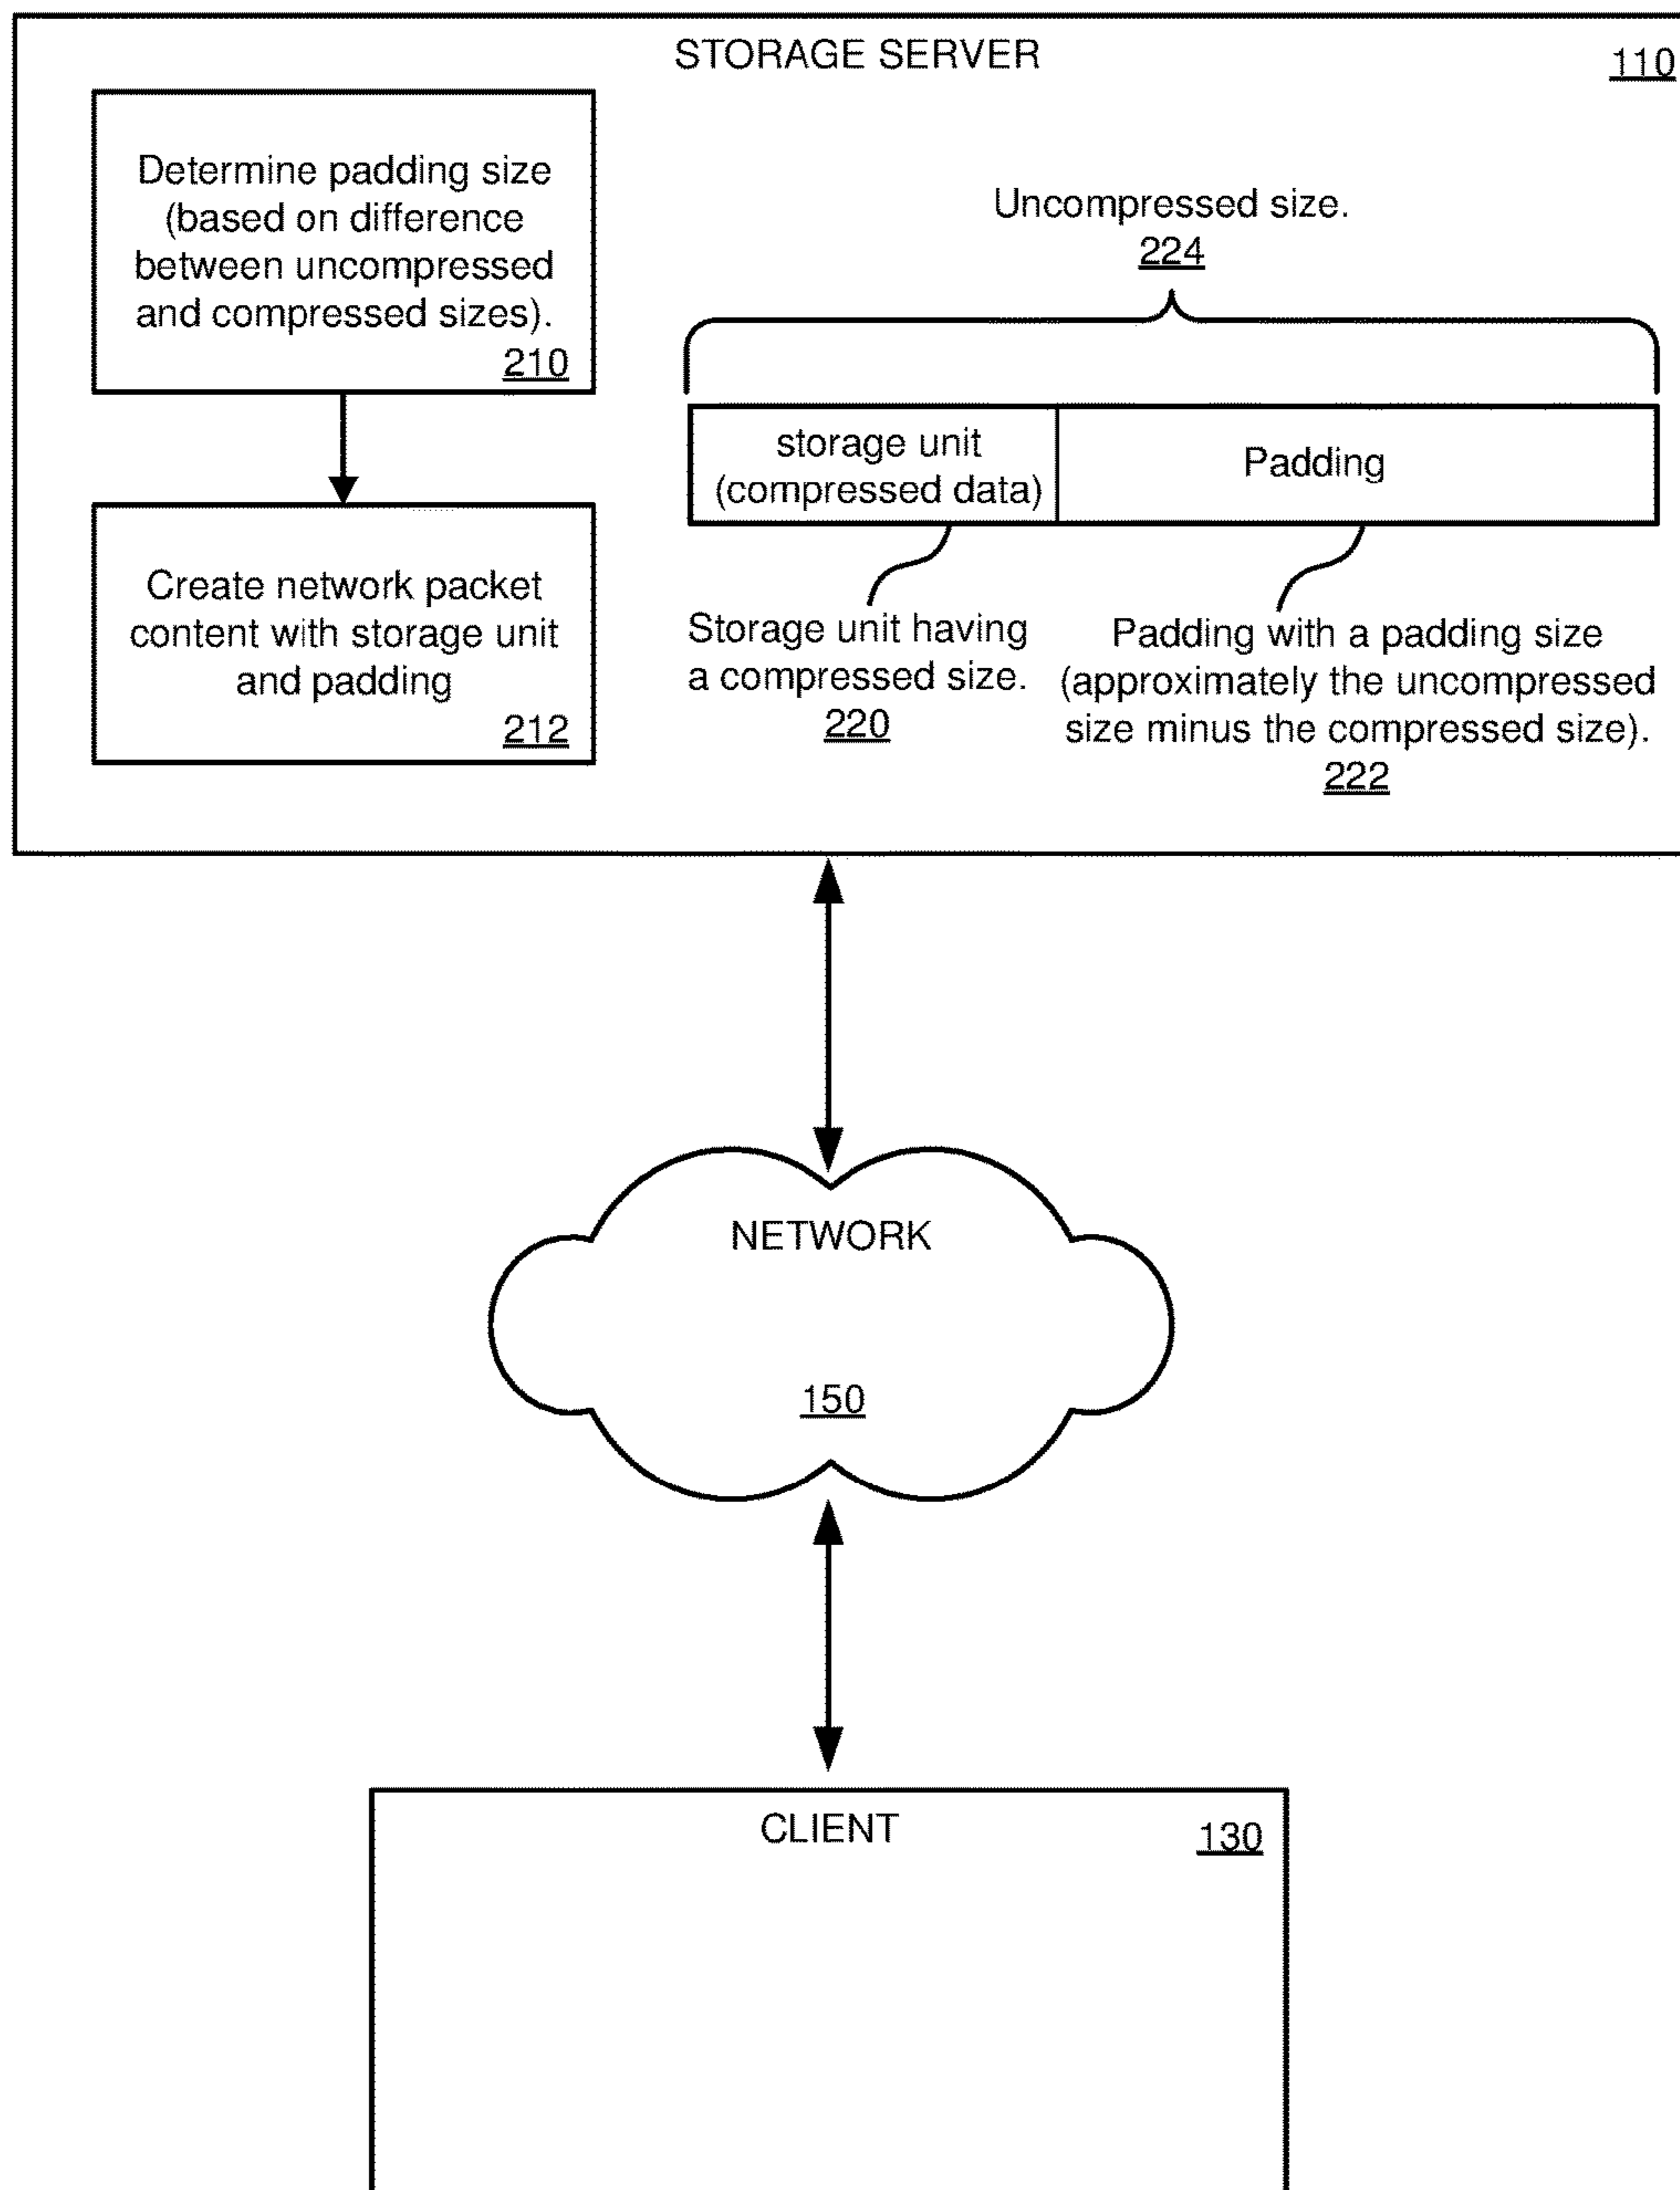 STORAGE SERVER
110
Determine padding size
(based on difference
between uncompressed
and compressed sizes).
210
Create network packet
content with storage unit
and padding
212
Uncompressed size.
224
storage unit
(compressed data)
Padding
Storage unit having
a compressed size.
220
Padding with a padding size
(approximately the uncompressed
size minus the compressed size).
222
NETWORK
150
CLIENT
130